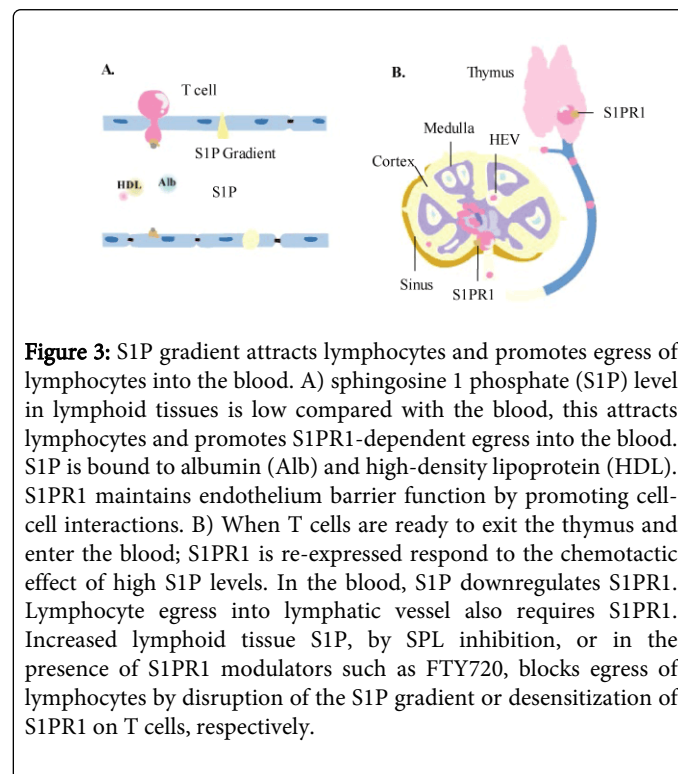 A.
T cell
S1P Gradient
HDL
Alb
S1P
B.
Thymus
S1PR1
Medulla
HEV
Cortex
Sinus
S1PR1
Figure 3: S1P gradient attracts lymphocytes and promotes egress of
lymphocytes into the blood. A) sphingosine 1 phosphate (S1P) level
in lymphoid tissues is low compared with the blood, this attracts
lymphocytes and promotes S1PR1-dependent egress into the blood.
S1P is bound to albumin (Alb) and high-density lipoprotein (HDL).
S1PR1 maintains endothelium barrier function by promoting cell-
cell interactions. B) When T cells are ready to exit the thymus and
enter the blood; S1PR1 is re-expressed respond to the chemotactic
effect of high S1P levels. In the blood, S1P downregulates S1PR1.
Lymphocyte egress into lymphatic vessel also requires S1PR1.
Increased lymphoid tissue S1P, by SPL inhibition, or in the
presence of S1PR1 modulators such as FTY720, blocks egress of
lymphocytes by disruption of the S1P gradient or desensitization of
S1PR1 on T cells, respectively.